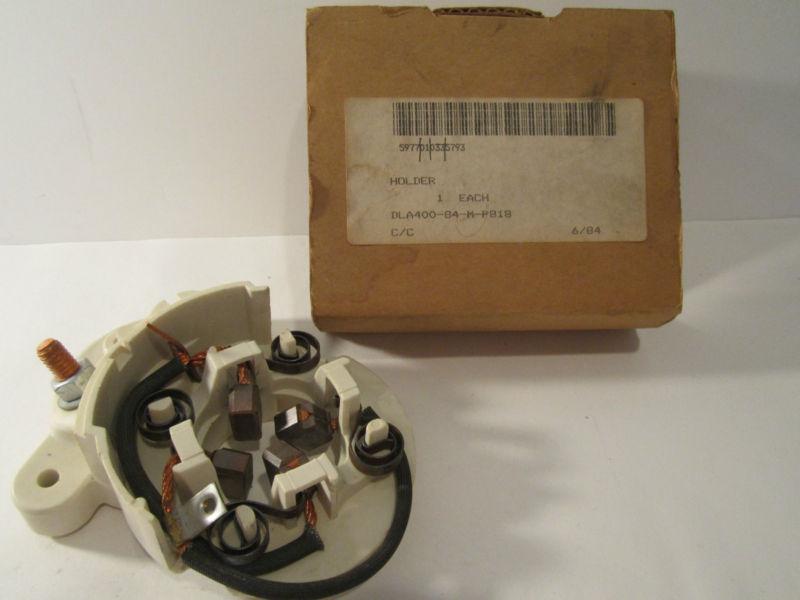 5977010335793
HOLDER
1 EACH
DLA400-84-M-P818
C/C 6/84